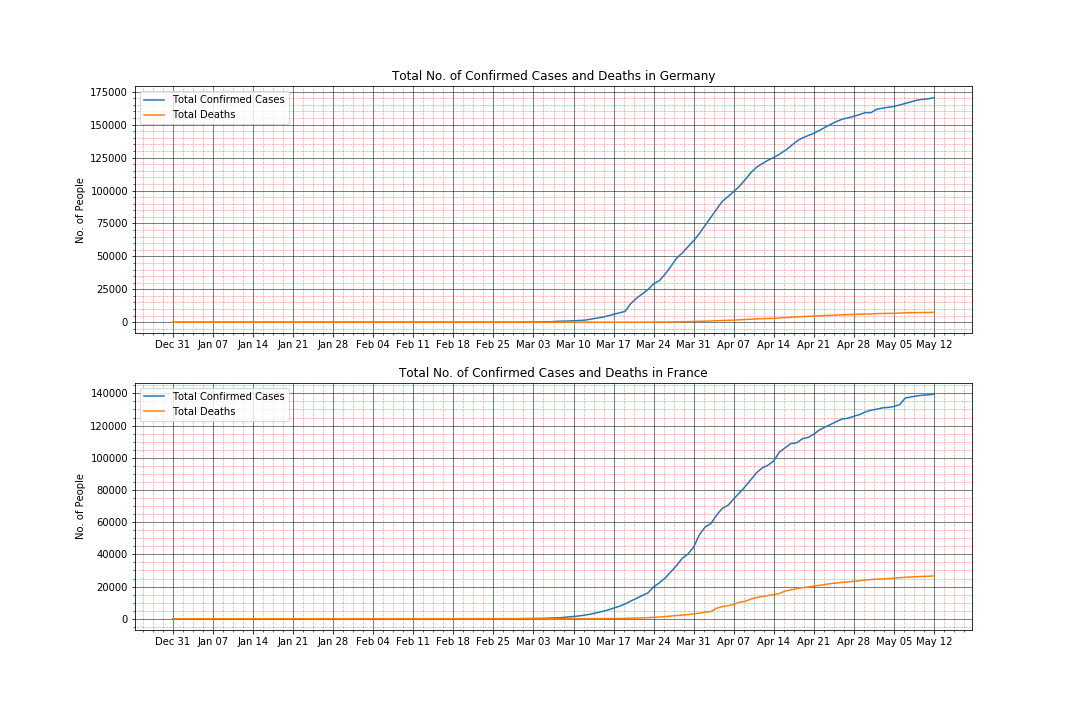 Total No. of Confirmed Cases and Deaths in Germany
Total Confirmed Cases
Total Deaths
No. of People
175000
150000
125000
100000
75000
50000
25000
0
Dec 31 Jan 07 Jan 14 Jan 21 Jan 28 Feb 04 Feb 11 Feb 18 Feb 25 Mar 03 Mar 10 Mar 17 Mar 24 Mar 31 Apr 07 Apr 14 Apr 21 Apr 28 May 05 May 12
Total No. of Confirmed Cases and Deaths in France
Total Confirmed Cases
Total Deaths
No. of People
140000
120000
100000
80000
60000
40000
20000
0
Dec 31 Jan 07 Jan 14 Jan 21 Jan 28 Feb 04 Feb 11 Feb 18 Feb 25 Mar 03 Mar 10 Mar 17 Mar 24 Mar 31 Apr 07 Apr 14 Apr 21 Apr 28 May 05 May 12